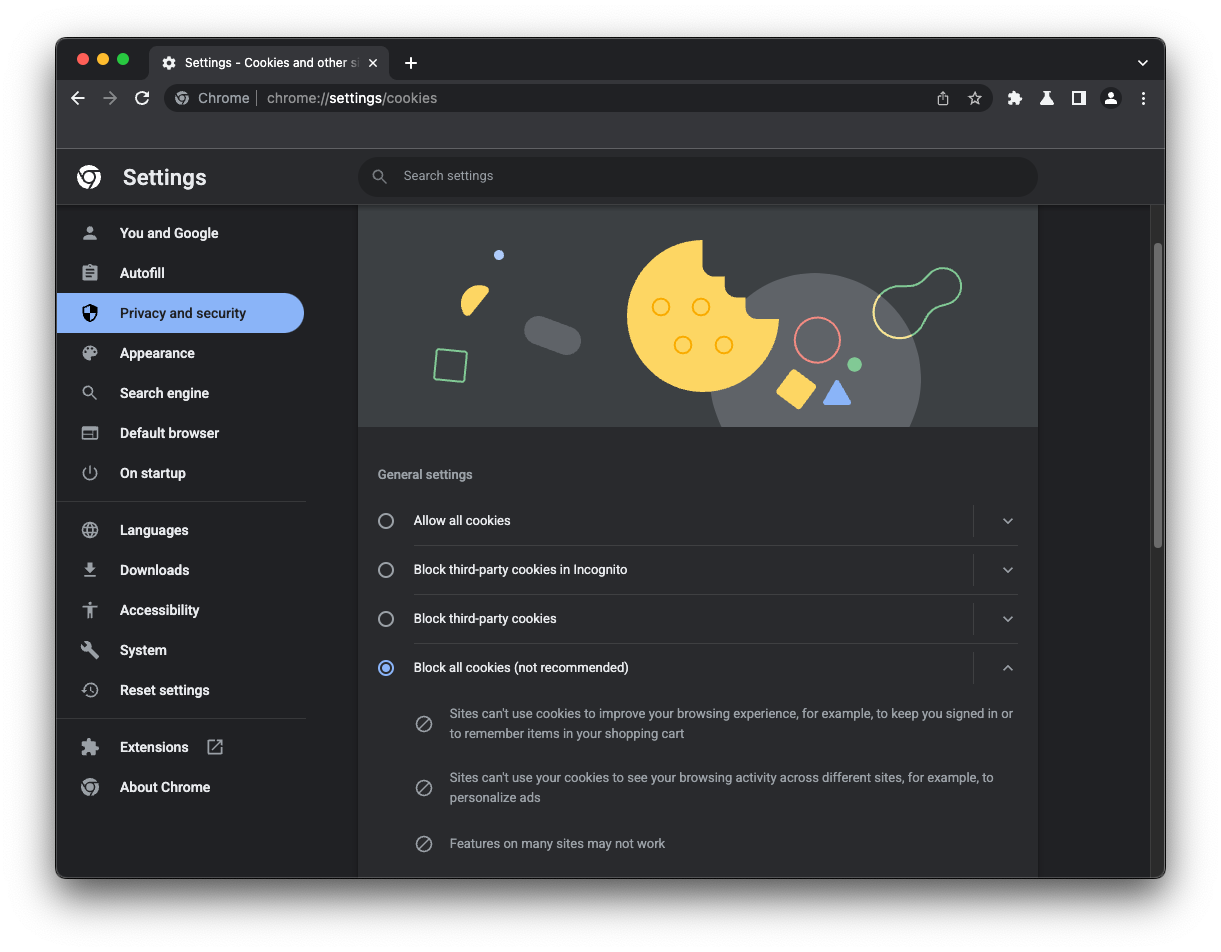 Settings - Cookies and other si
Chrome
chrome://settings/cookies
Settings
Search settings
You and Google
Autofill
Privacy and security
Appearance
Search engine
Default browser
On startup
Languages
Downloads
Accessibility
System
Reset settings
Extensions
About Chrome
General settings
Allow all cookies
Block third-party cookies in Incognito
Block third-party cookies
Block all cookies (not recommended)
Sites can't use cookies to improve your browsing experience, for example, to keep you signed in or
to remember items in your shopping cart
Sites can't use your cookies to see your browsing activity across different sites, for example, to
personalize ads
Features on many sites may not work